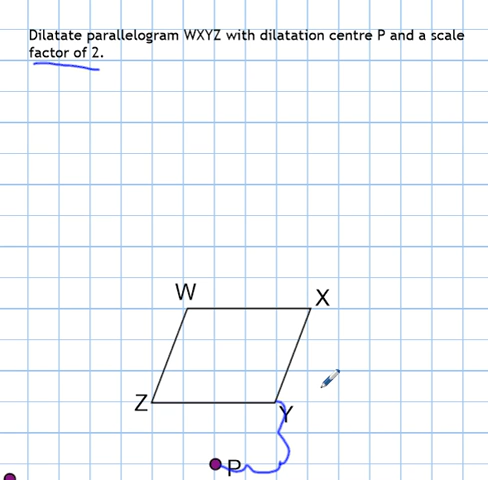 Dilatate parallelogram WXYZ with dilatation centre P and a scale
factor of 2.
W
X
Z
Y
P